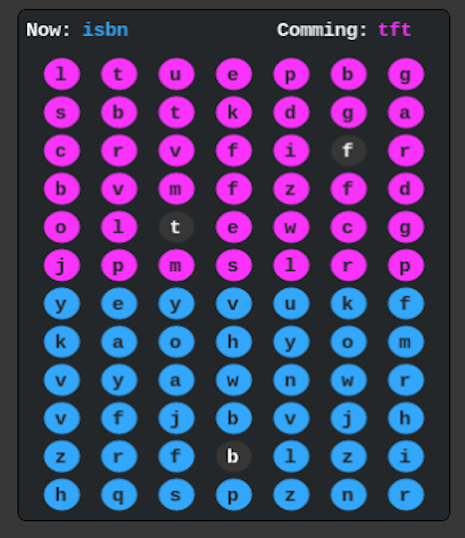 Now: isbn Comming: tft
l t u e p b g
s b t k d g a
c r v f i f r
b v m f z f d
o l t e w c g
j p m s l r p
y e y v u k f
k a o h y o m
v y a w n w r
v f j b v j h
z r f b l z i
h q s p z n r